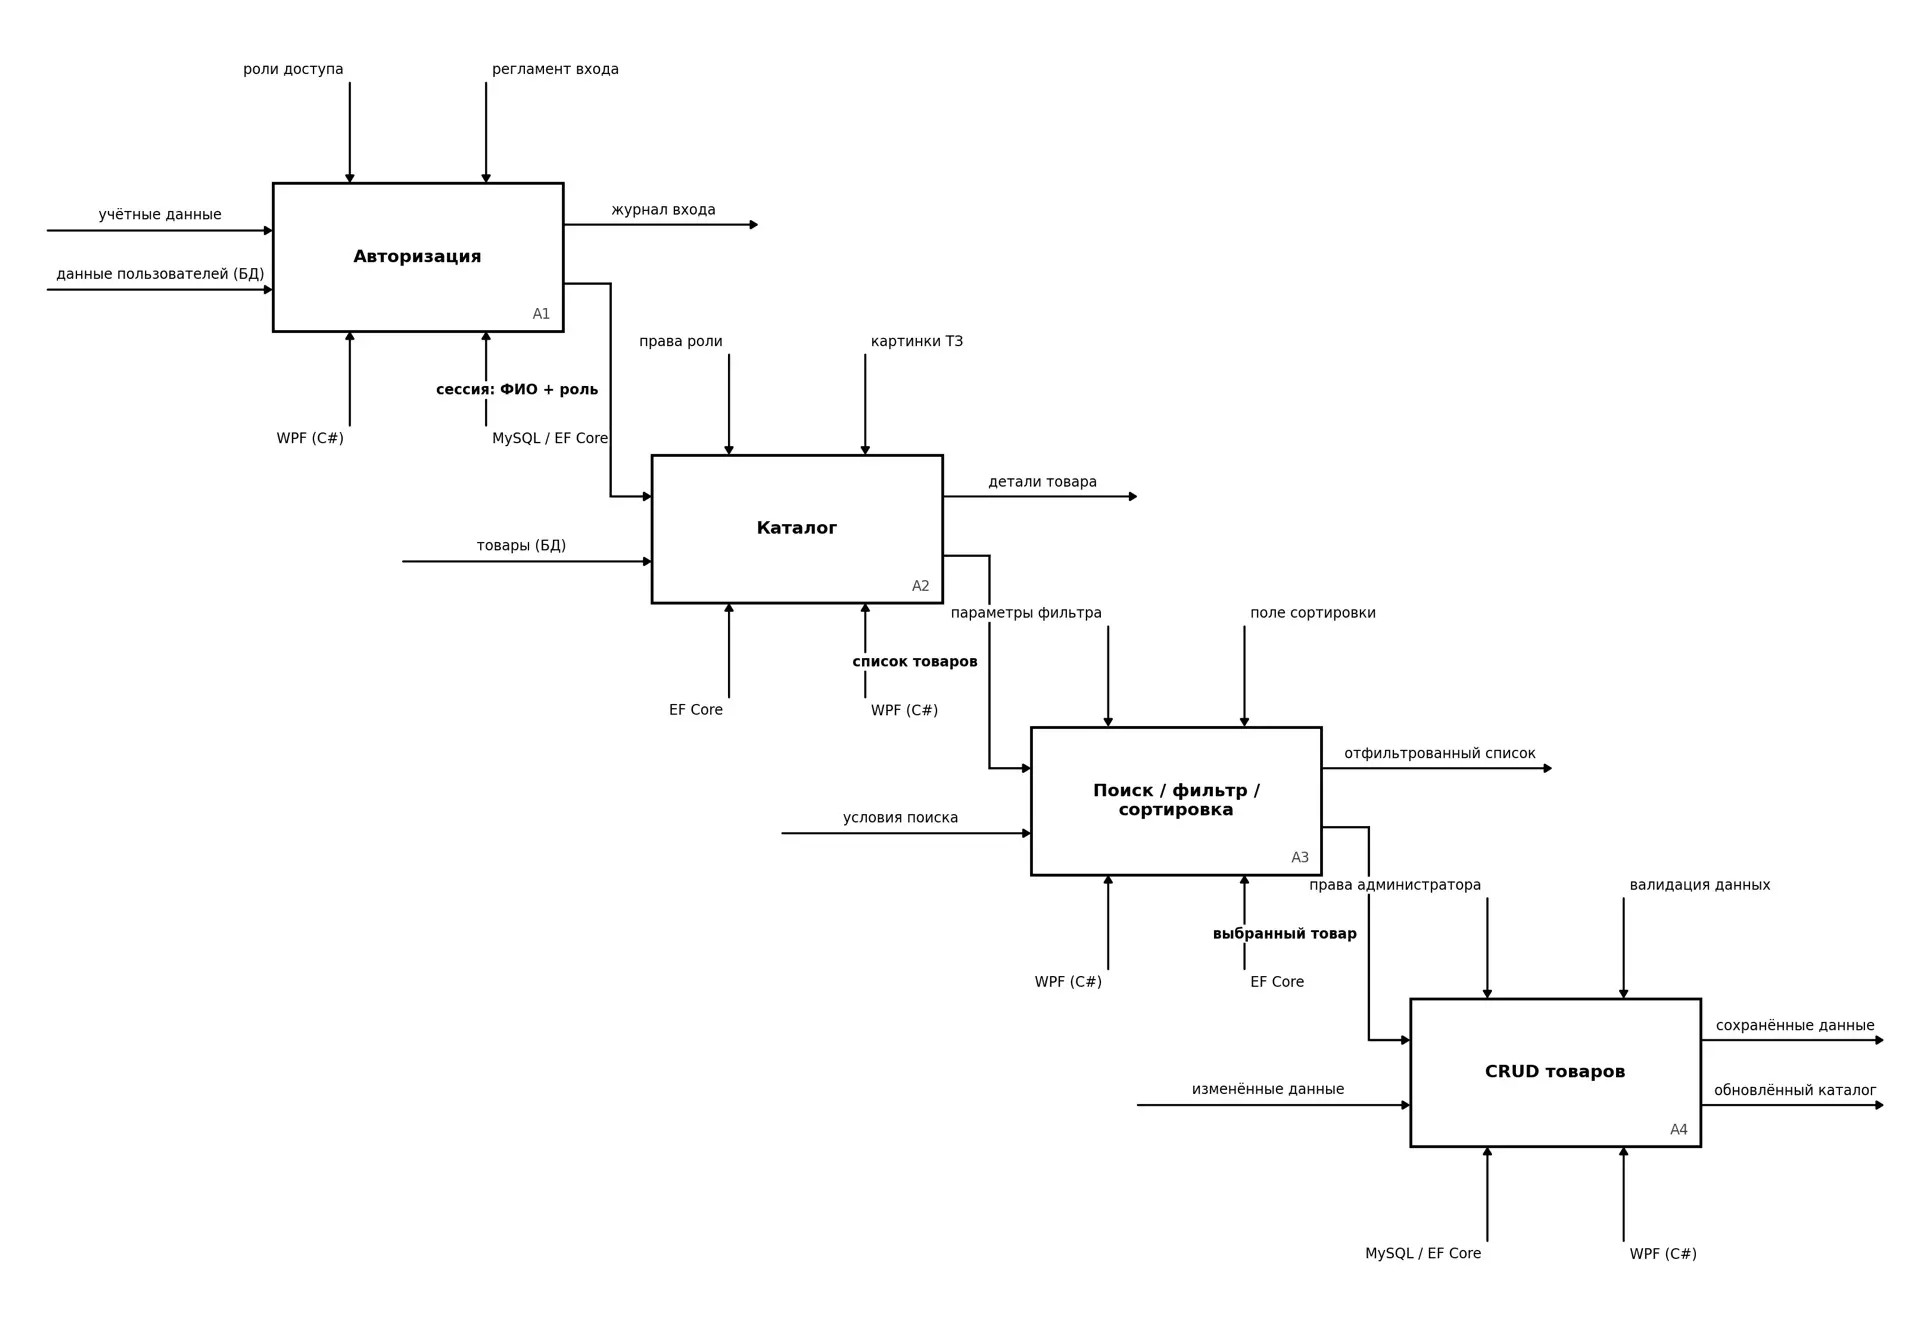 роли доступа
регламент входа
учётные данные
журнал входа
Авторизация
данные пользователей (БД)
A1
права роли
картинки ТЗ
сессия: ФИО + роль
WPF (C#)
MySQL / EF Core
детали товара
Каталог
товары (БД)
A2
параметры фильтра
поле сортировки
список товаров
EF Core
WPF (C#)
отфильтрованный список
Поиск / фильтр /
сортировка
условия поиска
A3
права администратора
валидация данных
выбранный товар
WPF (C#)
EF Core
сохранённые данные
CRUD товаров
изменённые данные
обновлённый каталог
A4
MySQL / EF Core
WPF (C#)